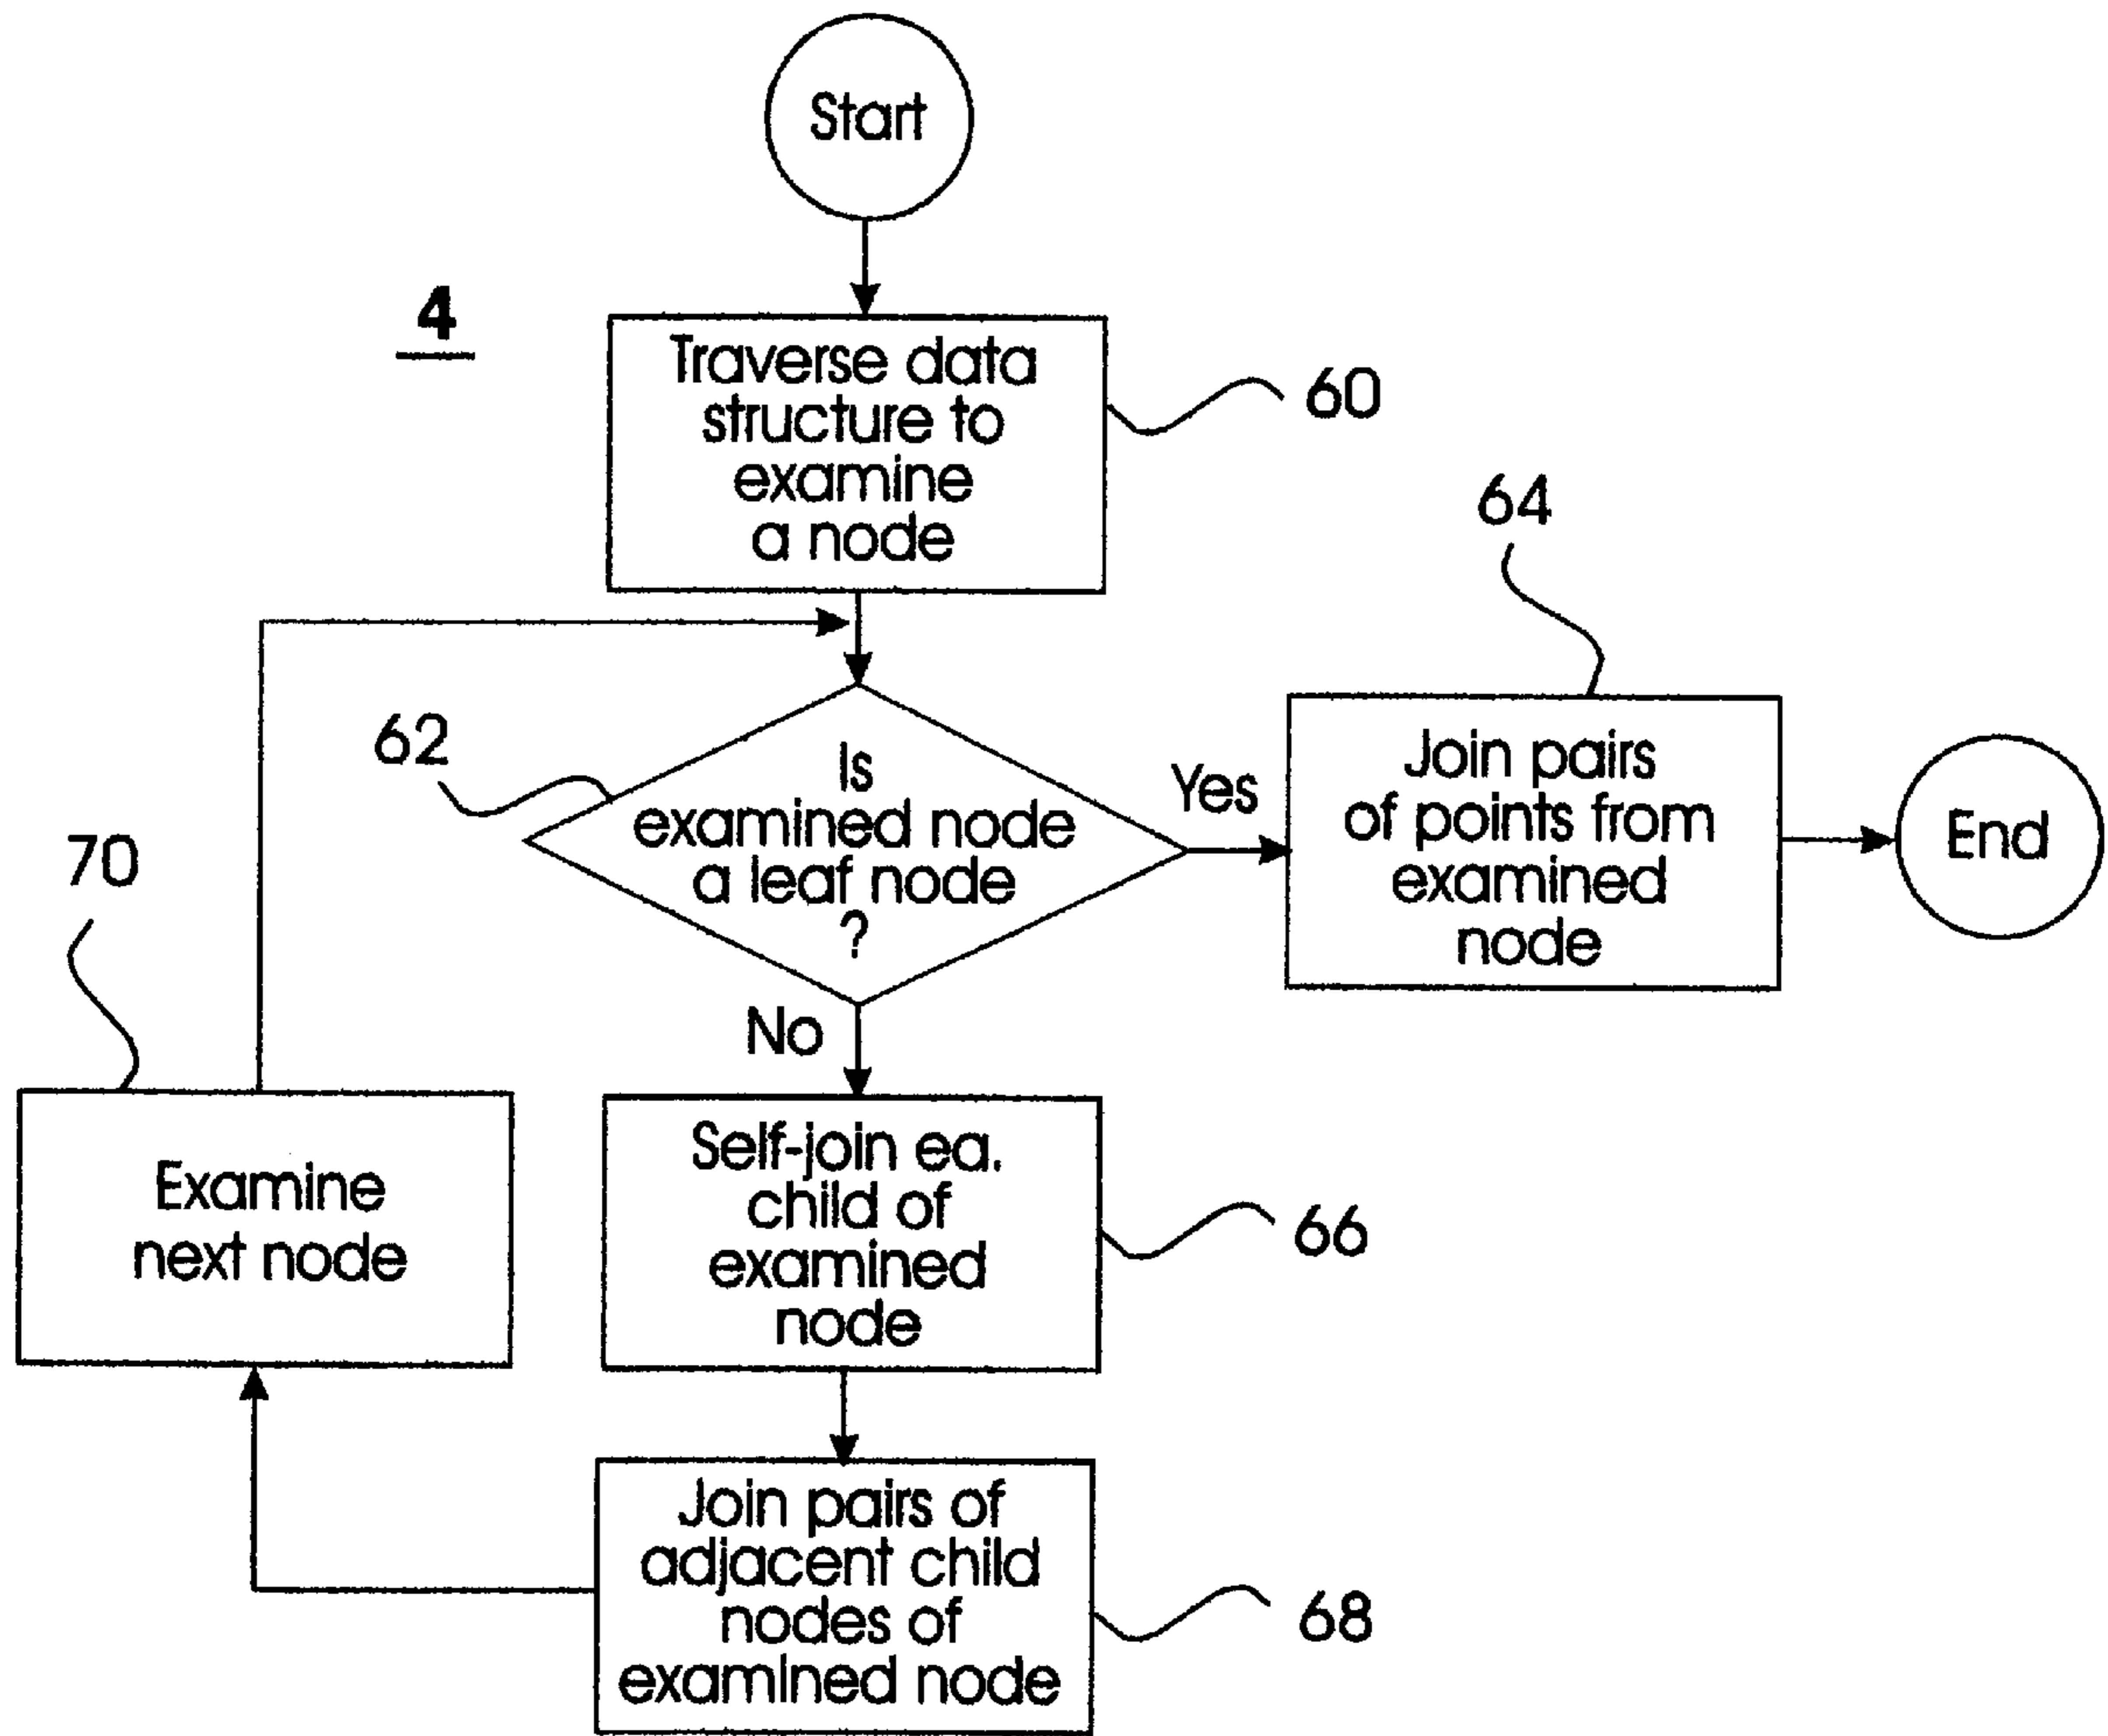 Start
4
Traverse data
structure to
examine
a node
60
64
62
Is
examined node
a leaf node
?
Yes
Join pairs
of points from
examined
node
End
70
No
Examine
next node
Self-join ea.
child of
examined
node
66
Join pairs of
adjacent child
nodes of
examined node
68